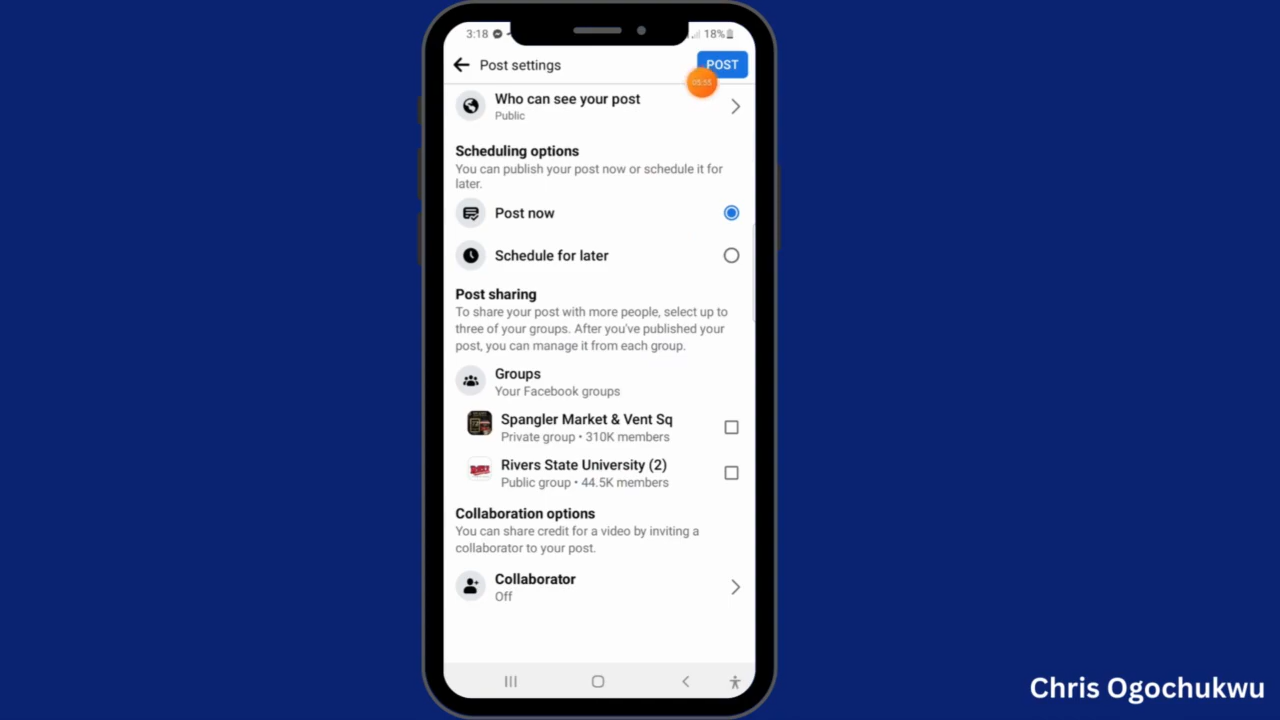 3:18
18%
Post settings
POST
Who can see your post
Public
Scheduling options
You can publish your post now or schedule it for
later.
Post now
Schedule for later
Post sharing
To share your post with more people, select up to
three of your groups. After you've published your
post, you can manage it from each group.
Groups
Your Facebook groups
Spangler Market & Vent Sq
Private group • 310K members
Rivers State University (2)
Public group • 44.5K members
Collaboration options
You can share credit for a video by inviting a
collaborator to your post.
Collaborator
Off
Chris Ogochukwu